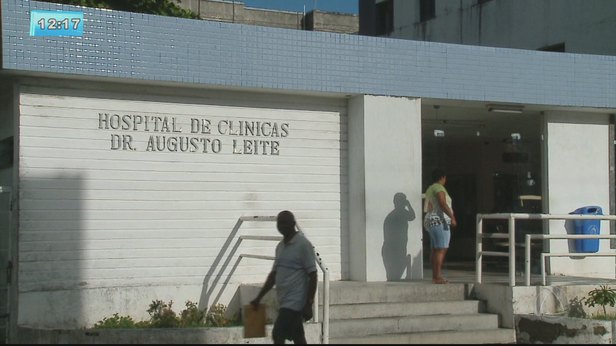 12:17
HOSPITAL DE CLINICAS
DR. AUGUSTO LEITE